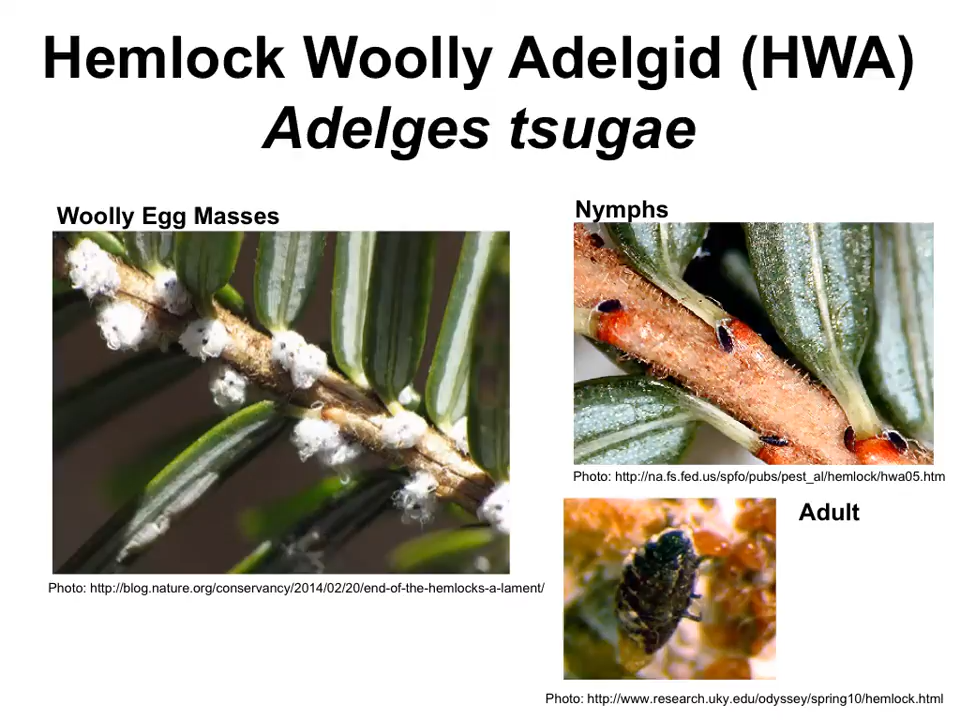 Hemlock Woolly Adelgid (HWA)
Adelges tsugae
Woolly Egg Masses
Photo: http://blog.nature.org/conservancy/2014/02/20/end-of-the-hemlocks-a-lament/
Nymphs
Photo: http://na.fs.fed.us/spfo/pubs/pest_al/hemlock/hwa05.htm
Adult
Photo: http://www.research.uky.edu/odyssey/spring10/hemlock.html